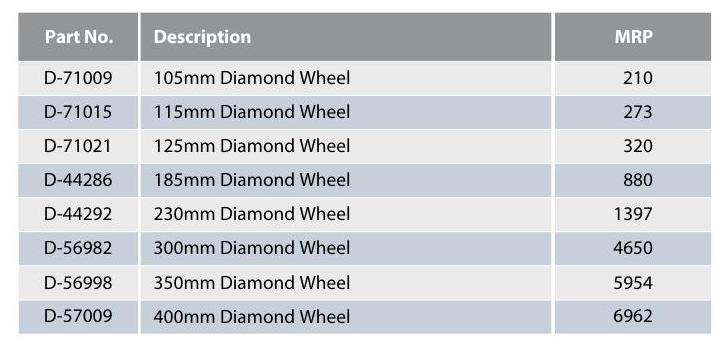 Part No. Description MRP
D-71009 105mm Diamond Wheel 210
D-71015 115mm Diamond Wheel 273
D-71021 125mm Diamond Wheel 320
D-44286 185mm Diamond Wheel 880
D-44292 230mm Diamond Wheel 1397
D-56982 300mm Diamond Wheel 4650
D-56998 350mm Diamond Wheel 5954
D-57009 400mm Diamond Wheel 6962